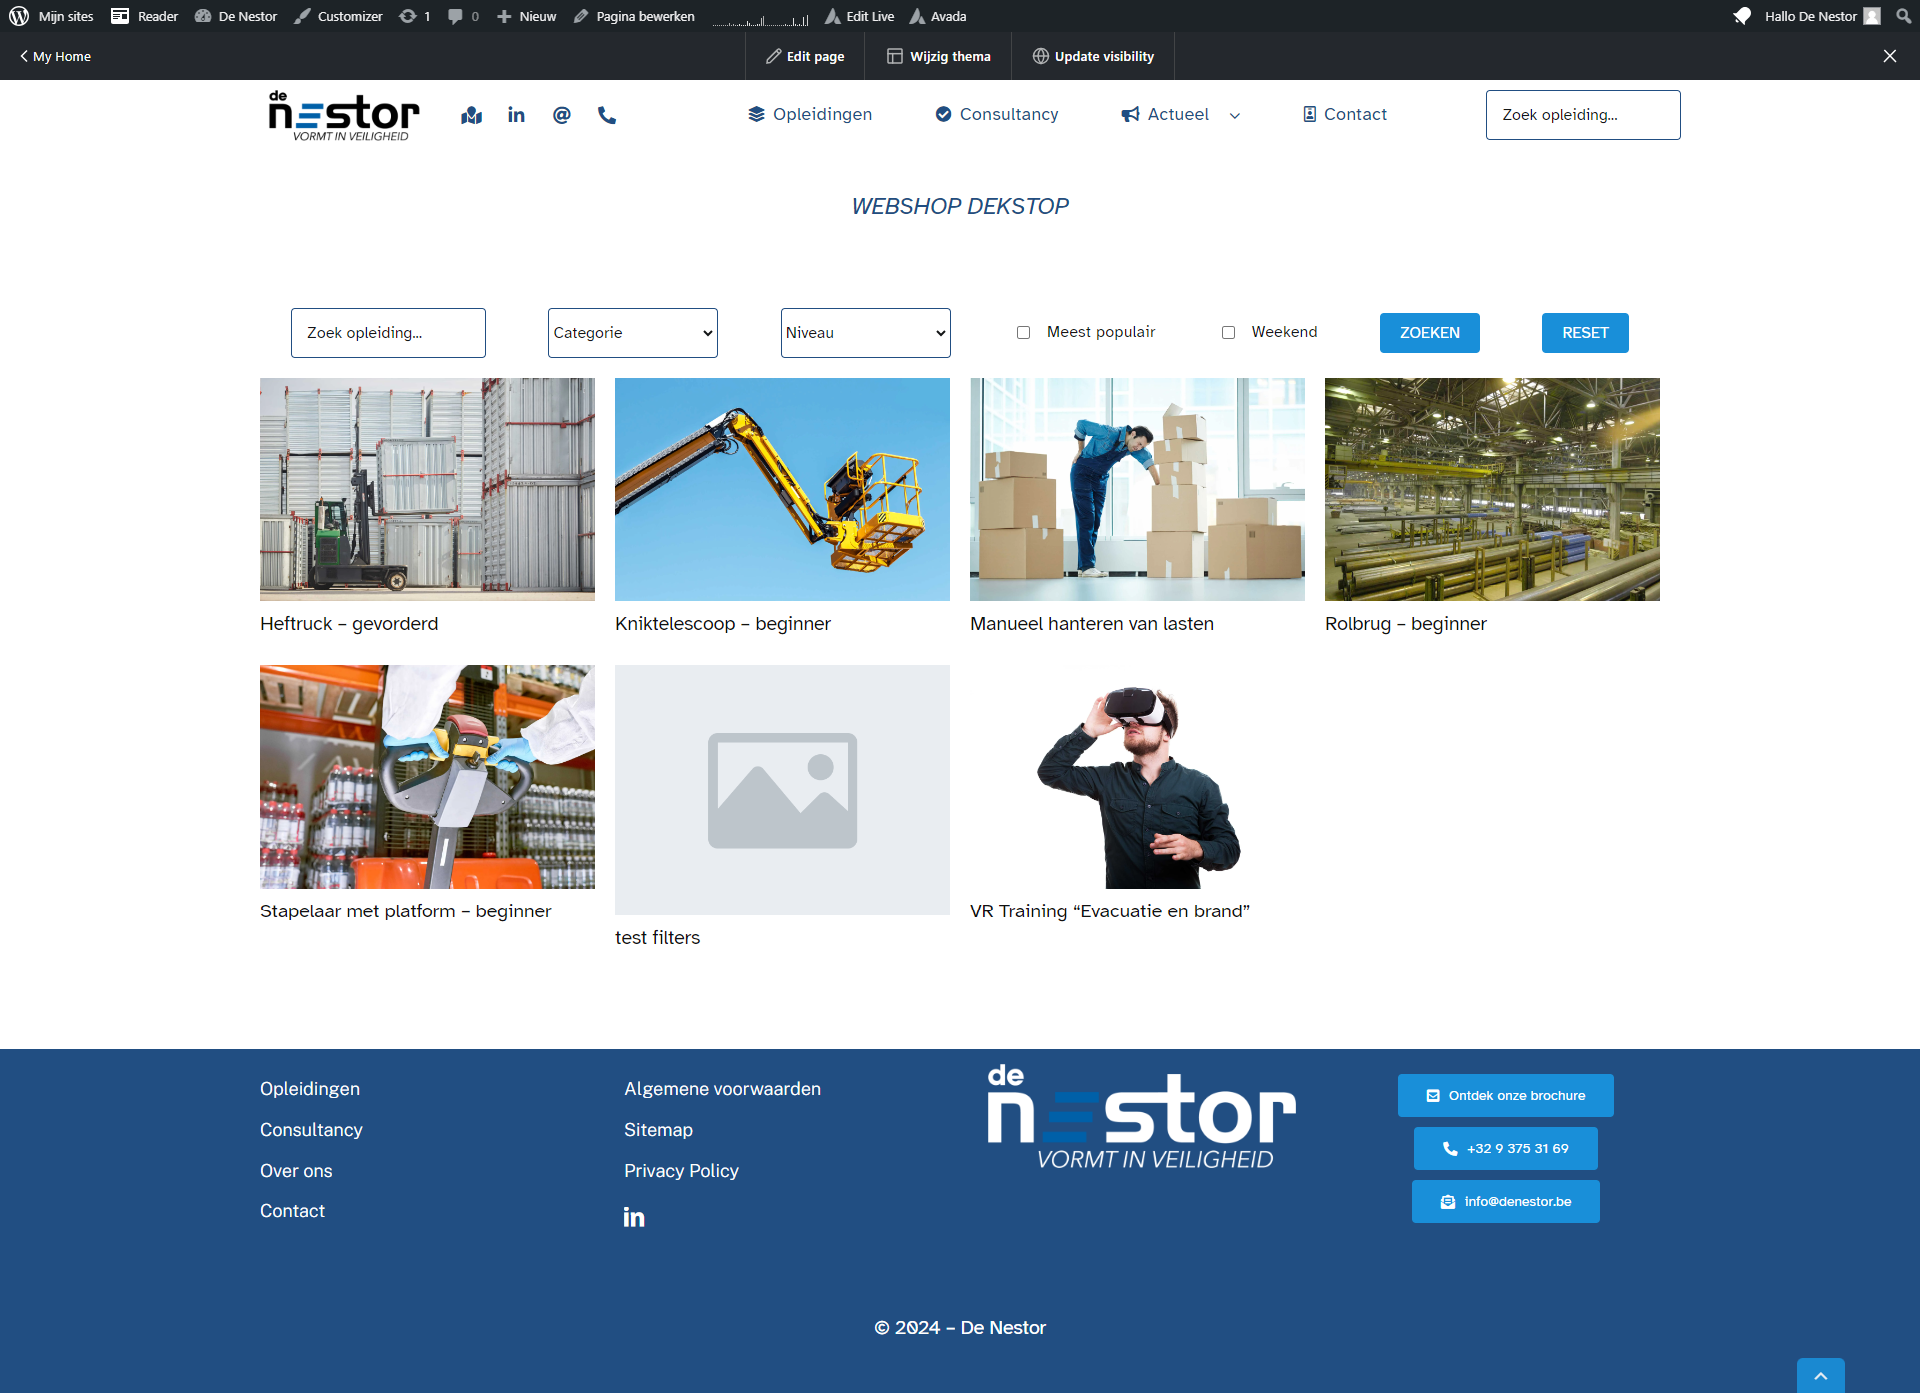 Mijn sites Reader De Nestor Customizer 1 0 Nieuw Pagina bewerken Edit Live Avada Hallo De Nestor
My Home Edit page Wijzig thema Update visibility
de nEstor VORMT IN VEILIGHEID
Opleidingen Consultancy Actueel Contact Zoek opleiding...
WEBSHOP DEKSTOP
Zoek opleiding... Categorie Niveau Meest populair Weekend ZOEKEN RESET
Heftruck – gevorderd Kniktelescoop – beginner Manueel hanteren van lasten Rolbrug – beginner
Stapelaar met platform – beginner test filters VR Training “Evacuatie en brand”
Opleidingen
Consultancy
Over ons
Contact
Algemene voorwaarden
Sitemap
Privacy Policy
de
nEstor
VORMT IN VEILIGHEID
Ontdek onze brochure
+32 9 375 31 69
info@denestor.be
© 2024 – De Nestor